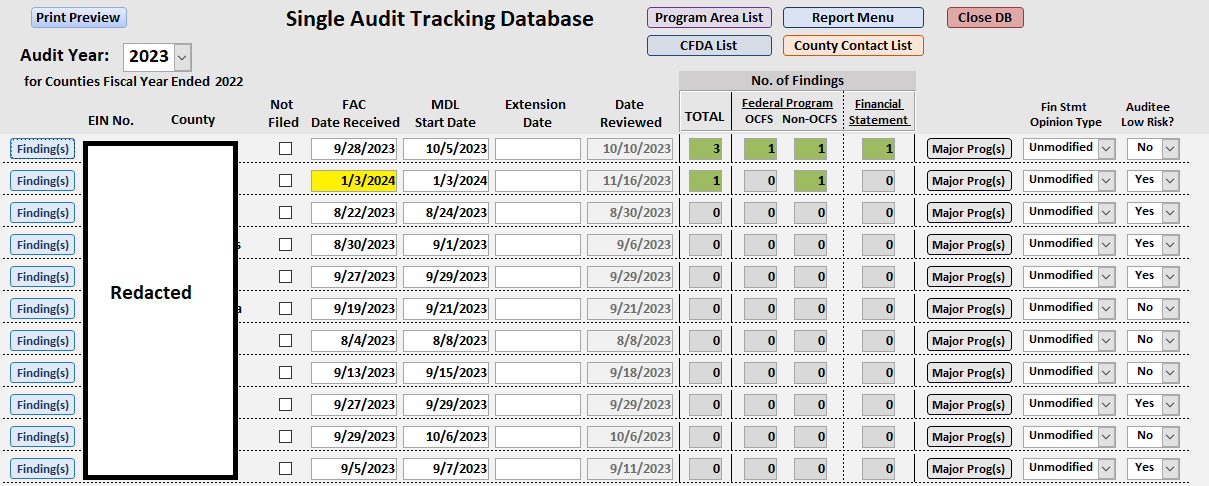 Print Preview
Single Audit Tracking Database
Program Area List
Report Menu
Close DB
CFDA List
County Contact List
Audit Year: 2023
for Counties Fiscal Year Ended 2022
No. of Findings
EIN No.
County
Not Filed
FAC Date Received
MDL Start Date
Extension Date
Date Reviewed
TOTAL
Federal Program
OCFS Non-OCFS
Financial Statement
Fin Stmt Opinion Type
Auditee Low Risk?
Redacted
Finding(s) 9/28/2023 10/5/2023 10/10/2023 3 1 1 1 Major Prog(s) Unmodified No
Finding(s) 1/3/2024 1/3/2024 11/16/2023 1 0 1 0 Major Prog(s) Unmodified Yes
Finding(s) 8/22/2023 8/24/2023 8/30/2023 0 0 0 0 Major Prog(s) Unmodified Yes
Finding(s) s 8/30/2023 9/1/2023 9/6/2023 0 0 0 0 Major Prog(s) Unmodified Yes
Finding(s) 9/27/2023 9/29/2023 9/29/2023 0 0 0 0 Major Prog(s) Unmodified Yes
Finding(s) a 9/19/2023 9/21/2023 9/21/2023 0 0 0 0 Major Prog(s) Unmodified No
Finding(s) 8/4/2023 8/8/2023 8/8/2023 0 0 0 0 Major Prog(s) Unmodified No
Finding(s) 9/13/2023 9/15/2023 9/18/2023 0 0 0 0 Major Prog(s) Unmodified No
Finding(s) 9/27/2023 9/29/2023 9/29/2023 0 0 0 0 Major Prog(s) Unmodified Yes
Finding(s) 9/29/2023 10/6/2023 10/6/2023 0 0 0 0 Major Prog(s) Unmodified No
Finding(s) 9/5/2023 9/7/2023 9/11/2023 0 0 0 0 Major Prog(s) Unmodified Yes